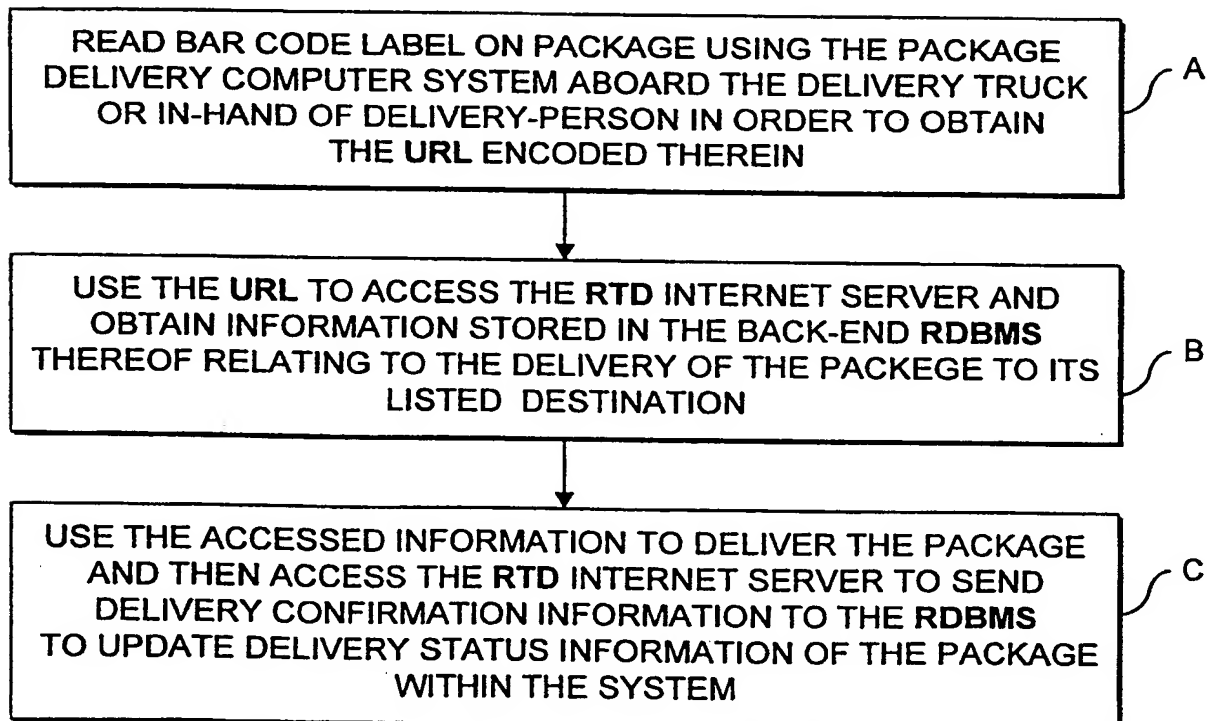 READ BAR CODE LABEL ON PACKAGE USING THE PACKAGE
DELIVERY COMPUTER SYSTEM ABOARD THE DELIVERY TRUCK
OR IN-HAND OF DELIVERY-PERSON IN ORDER TO OBTAIN
THE URL ENCODED THEREIN
A
USE THE URL TO ACCESS THE RTD INTERNET SERVER AND
OBTAIN INFORMATION STORED IN THE BACK-END RDBMS
THEREOF RELATING TO THE DELIVERY OF THE PACKEGE TO ITS
LISTED DESTINATION
B
USE THE ACCESSED INFORMATION TO DELIVER THE PACKAGE
AND THEN ACCESS THE RTD INTERNET SERVER TO SEND
DELIVERY CONFIRMATION INFORMATION TO THE RDBMS
TO UPDATE DELIVERY STATUS INFORMATION OF THE PACKAGE
WITHIN THE SYSTEM
C